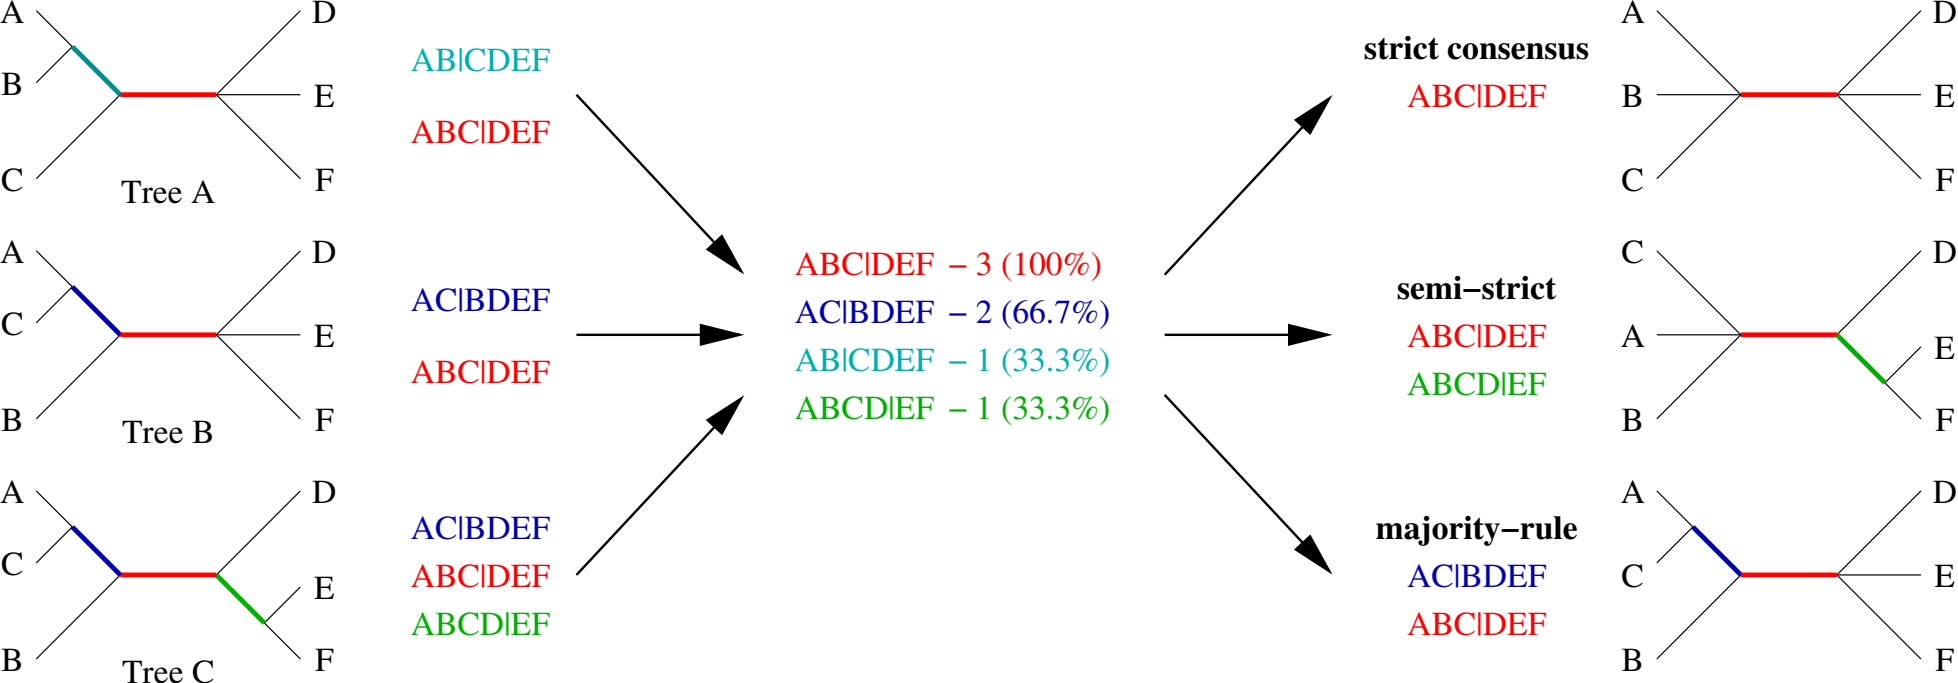 A
D
B
E
C
F
Tree A
AB|CDEF
ABC|DEF
A
D
C
E
B
F
Tree B
AC|BDEF
ABC|DEF
A
D
C
E
B
F
Tree C
AC|BDEF
ABC|DEF
ABCD|EF
ABC|DEF – 3 (100%)
AC|BDEF – 2 (66.7%)
AB|CDEF – 1 (33.3%)
ABCD|EF – 1 (33.3%)
strict consensus
ABC|DEF
A
D
B
E
C
F
semi–strict
ABC|DEF
ABCD|EF
C
D
A
E
B
F
majority–rule
AC|BDEF
ABC|DEF
A
D
C
E
B
F